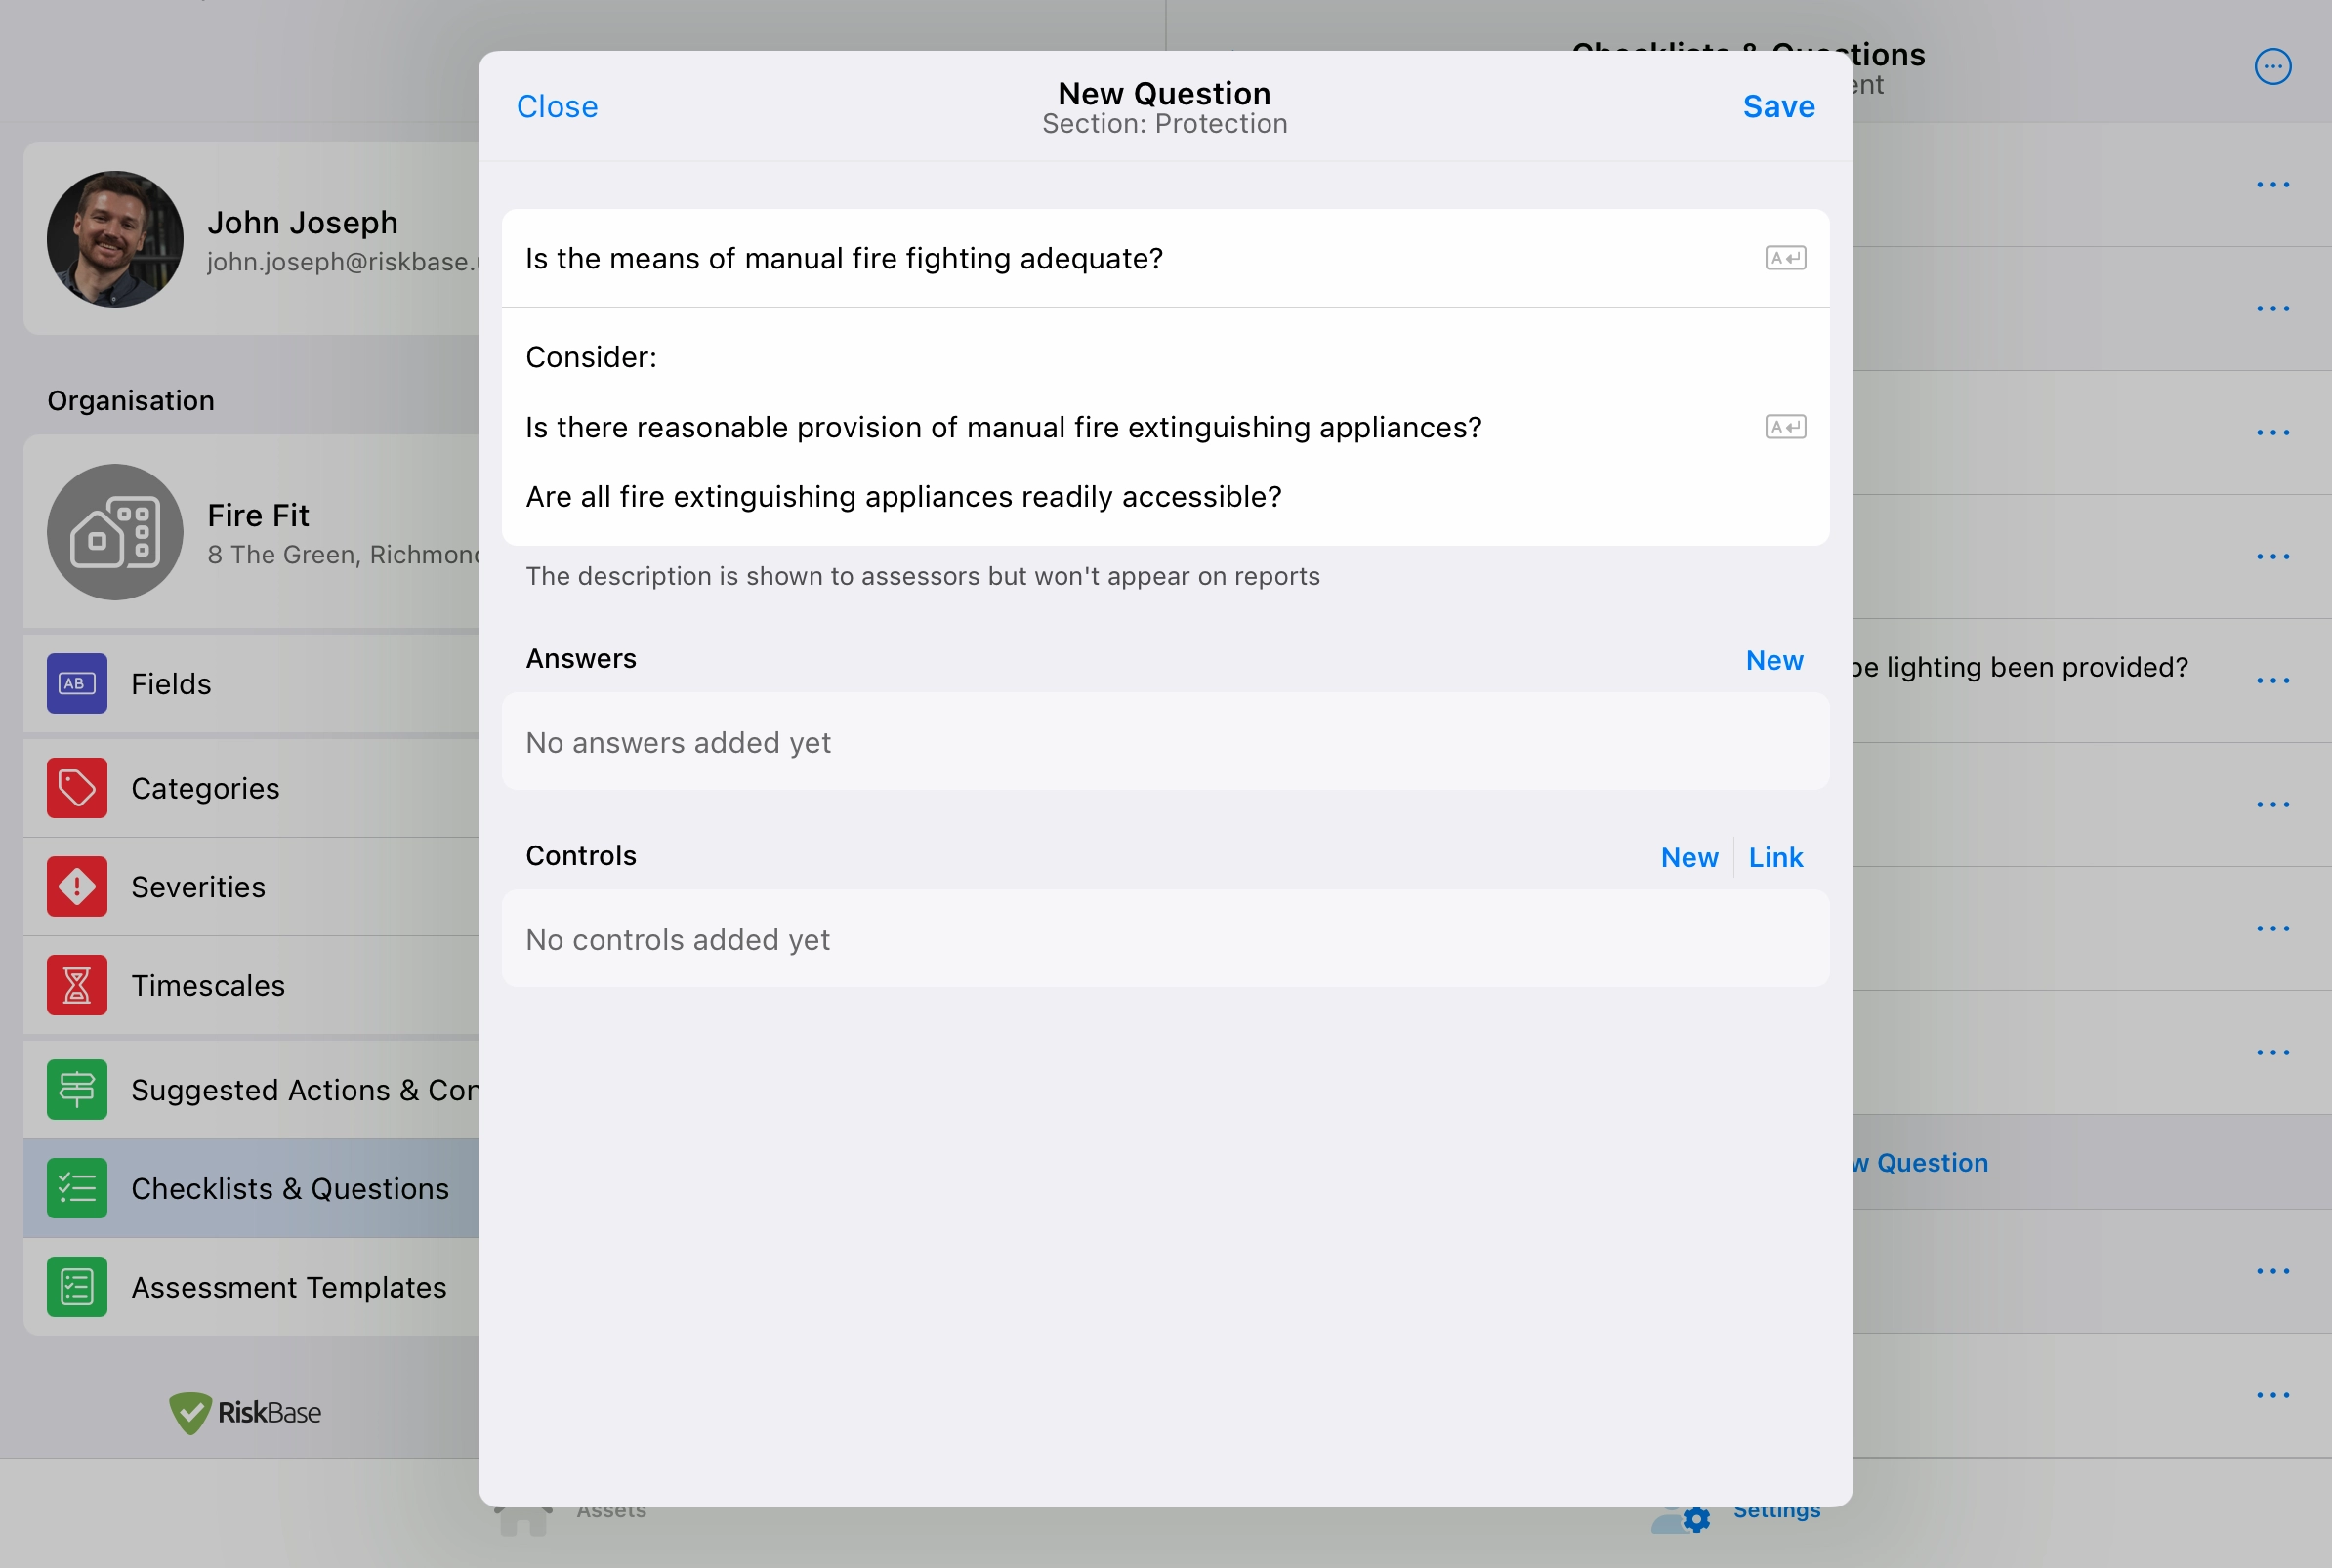 Checklists & Questions
Close
New Question
Section: Protection
Save
John Joseph
john.joseph@riskbase.
Is the means of manual fire fighting adequate?
A
Consider:
Is there reasonable provision of manual fire extinguishing appliances?
A
Are all fire extinguishing appliances readily accessible?
The description is shown to assessors but won't appear on reports
Organisation
Fire Fit
8 The Green, Richmond
AB
Fields
Answers
New
No answers added yet
lighting been provided?
Categories
Controls
New
Link
No controls added yet
Severities
Timescales
Suggested Actions &
Question
Checklists & Questions
Assessment Templates
RiskBase
Assets
Settings